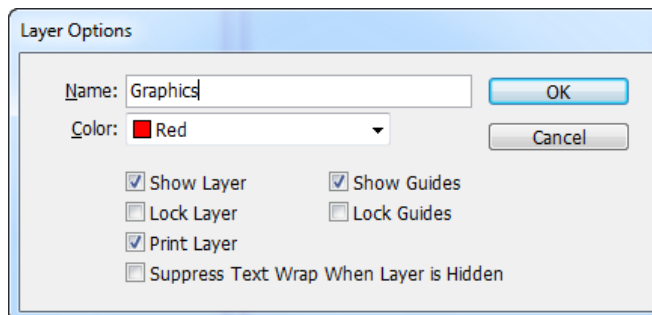 Layer Options
Name: Graphics OK
Color: Red Cancel
Show Layer Show Guides
Lock Layer Lock Guides
Print Layer
Suppress Text Wrap When Layer is Hidden